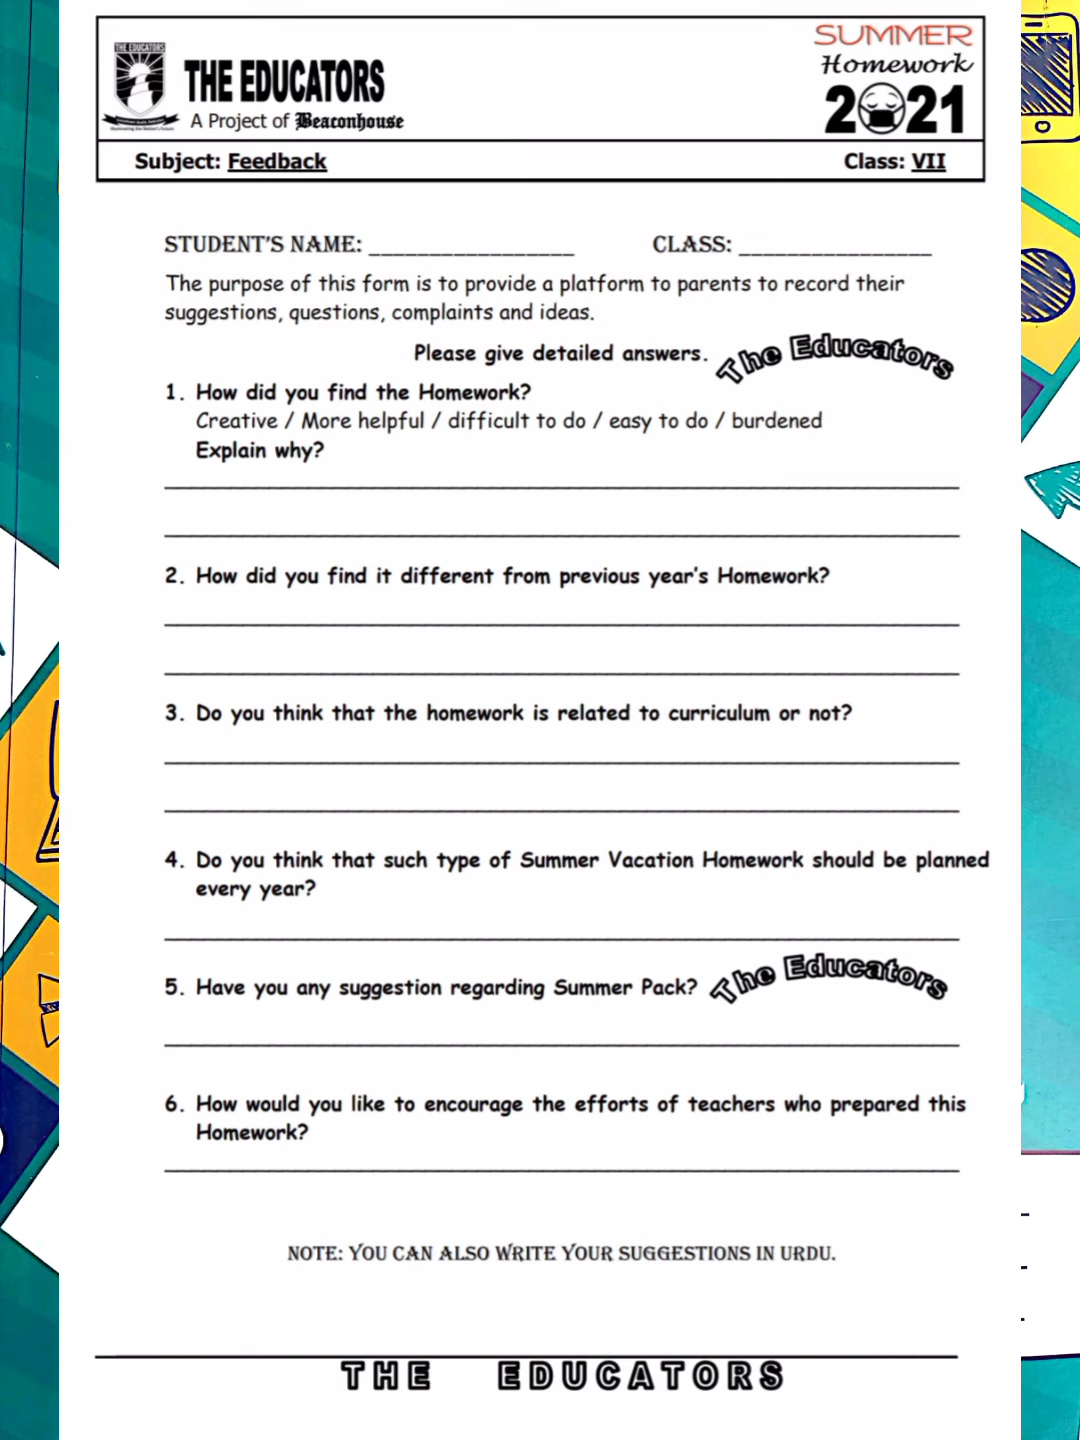 THE EDUCATORS
THE EDUCATORS
A Project of Beaconhouse
SUMMER
Homework
2021
Subject: Feedback
Class: VII
STUDENT'S NAME: _________________ CLASS: ________________
The purpose of this form is to provide a platform to parents to record their
suggestions, questions, complaints and ideas.
Please give detailed answers.
The Educators
1. How did you find the Homework?
Creative / More helpful / difficult to do / easy to do / burdened
Explain why?
2. How did you find it different from previous year's Homework?
3. Do you think that the homework is related to curriculum or not?
4. Do you think that such type of Summer Vacation Homework should be planned
every year?
5. Have you any suggestion regarding Summer Pack?
The Educators
6. How would you like to encourage the efforts of teachers who prepared this
Homework?
NOTE: YOU CAN ALSO WRITE YOUR SUGGESTIONS IN URDU.
THE EDUCATORS